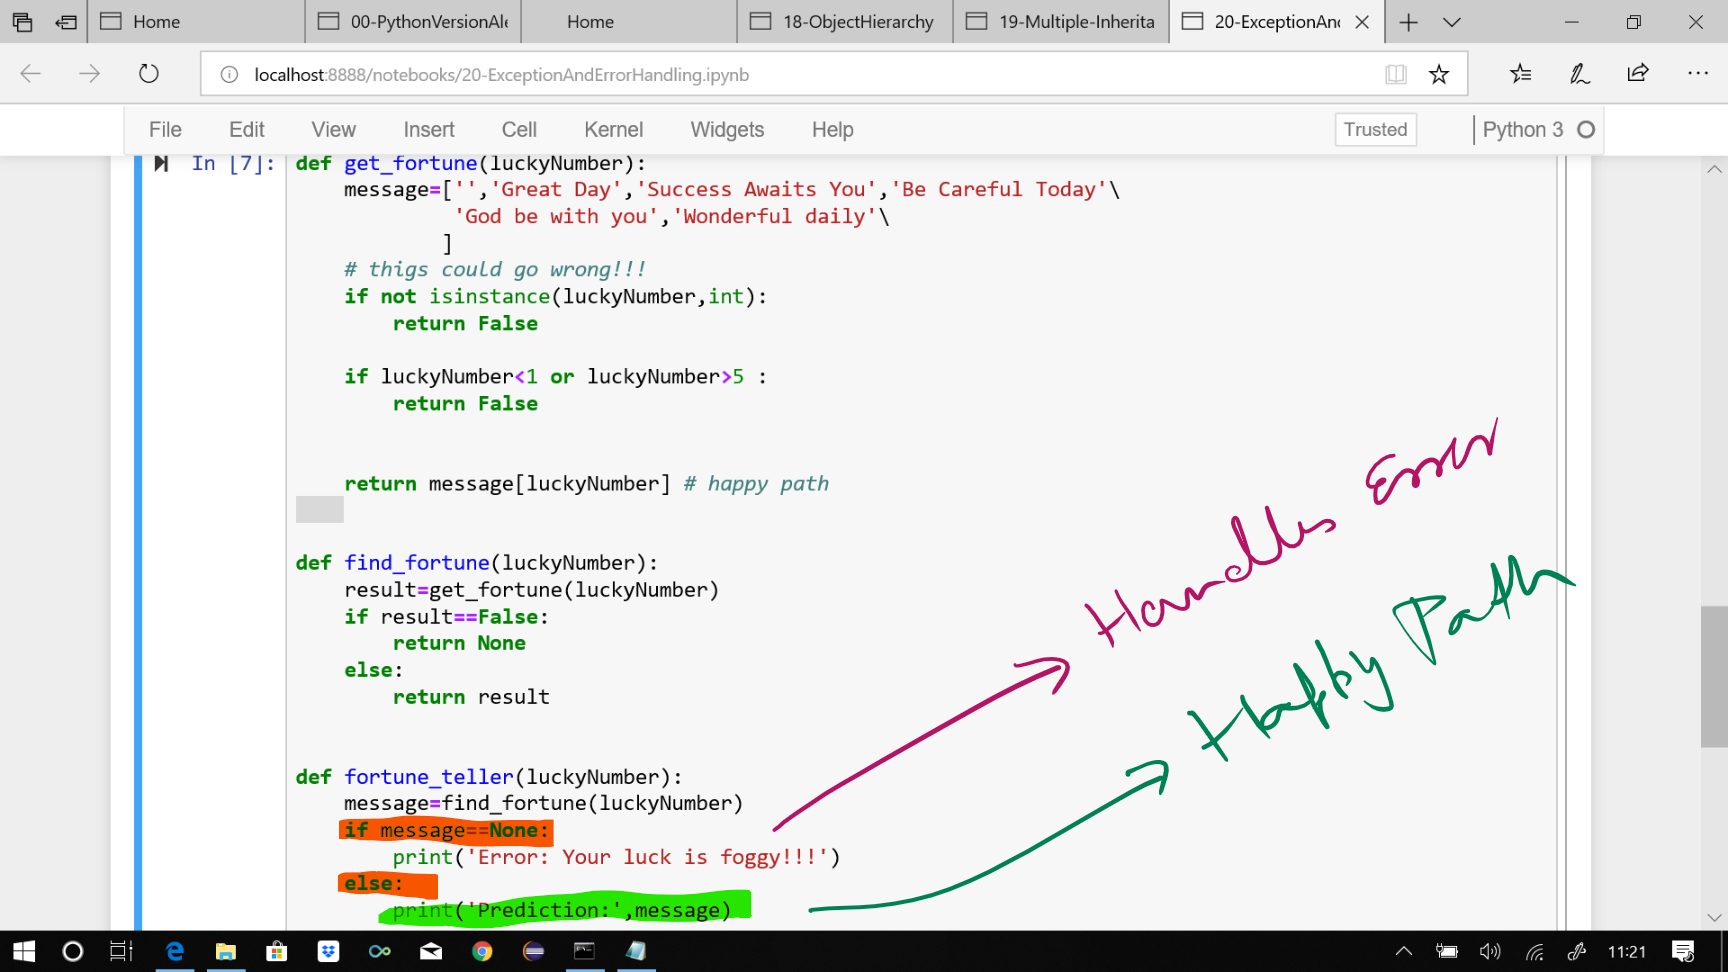 Home
00-PythonVersionAle
Home
18-ObjectHierarchy
19-Multiple-Inherita
20-ExceptionAnd
localhost:8888/notebooks/20-ExceptionAndErrorHandling.ipynb
File Edit View Insert Cell Kernel Widgets Help Trusted Python 3
In [7]: def get_fortune(luckyNumber):
message=['','Great Day','Success Awaits You','Be Careful Today'\
'God be with you','Wonderful daily'\
]
# thigs could go wrong!!!
if not isinstance(luckyNumber,int):
return False
if luckyNumber<1 or luckyNumber>5 :
return False
return message[luckyNumber] # happy path
def find_fortune(luckyNumber):
result=get_fortune(luckyNumber)
if result==False:
return None
else:
return result
def fortune_teller(luckyNumber):
message=find_fortune(luckyNumber)
if message==None:
print('Error: Your luck is foggy!!!')
else:
print('Prediction:',message)
Handles Error
Happy Path
11:21